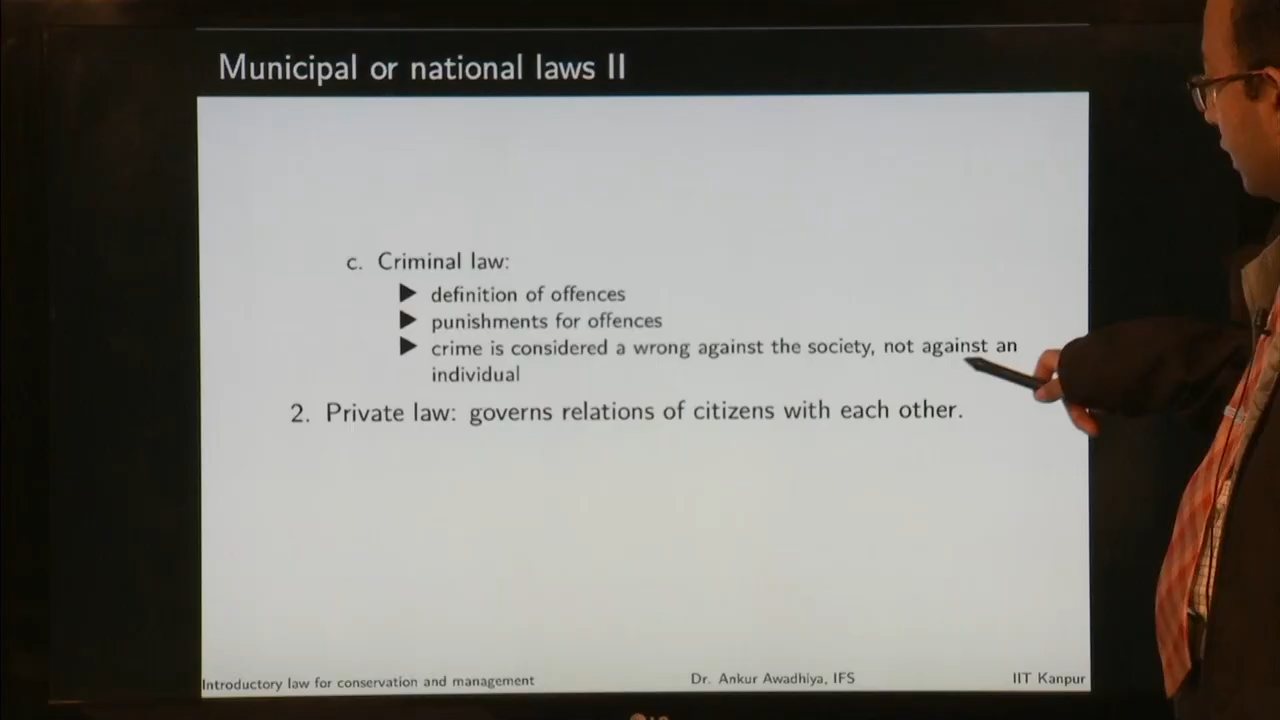 Municipal or national laws II
c. Criminal law:
▶ definition of offences
▶ punishments for offences
▶ crime is considered a wrong against the society, not against an
individual
2. Private law: governs relations of citizens with each other.
Introductory law for conservation and management Dr. Ankur Awadhiya, IFS IIT Kanpur